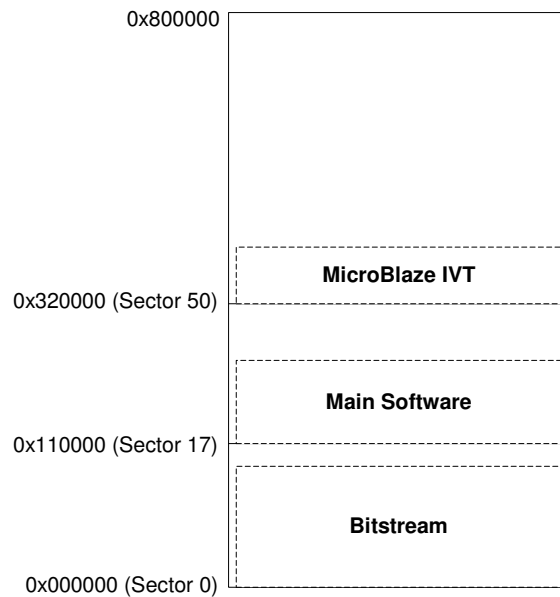 0x800000
MicroBlaze IVT
0x320000 (Sector 50)
Main Software
0x110000 (Sector 17)
Bitstream
0x000000 (Sector 0)